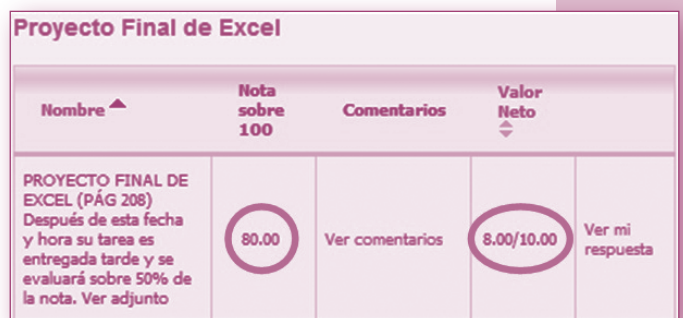 Proyecto Final de Excel
Nombre
Nota
sobre
100
Comentarios
Valor
Neto
PROYECTO FINAL DE
EXCEL (PÁG 208)
Después de esta fecha
y hora su tarea es
entregada tarde y se
evaluará sobre 50% de
la nota. Ver adjunto
80.00
Ver comentarios
8.00/10.00
Ver mi
respuesta